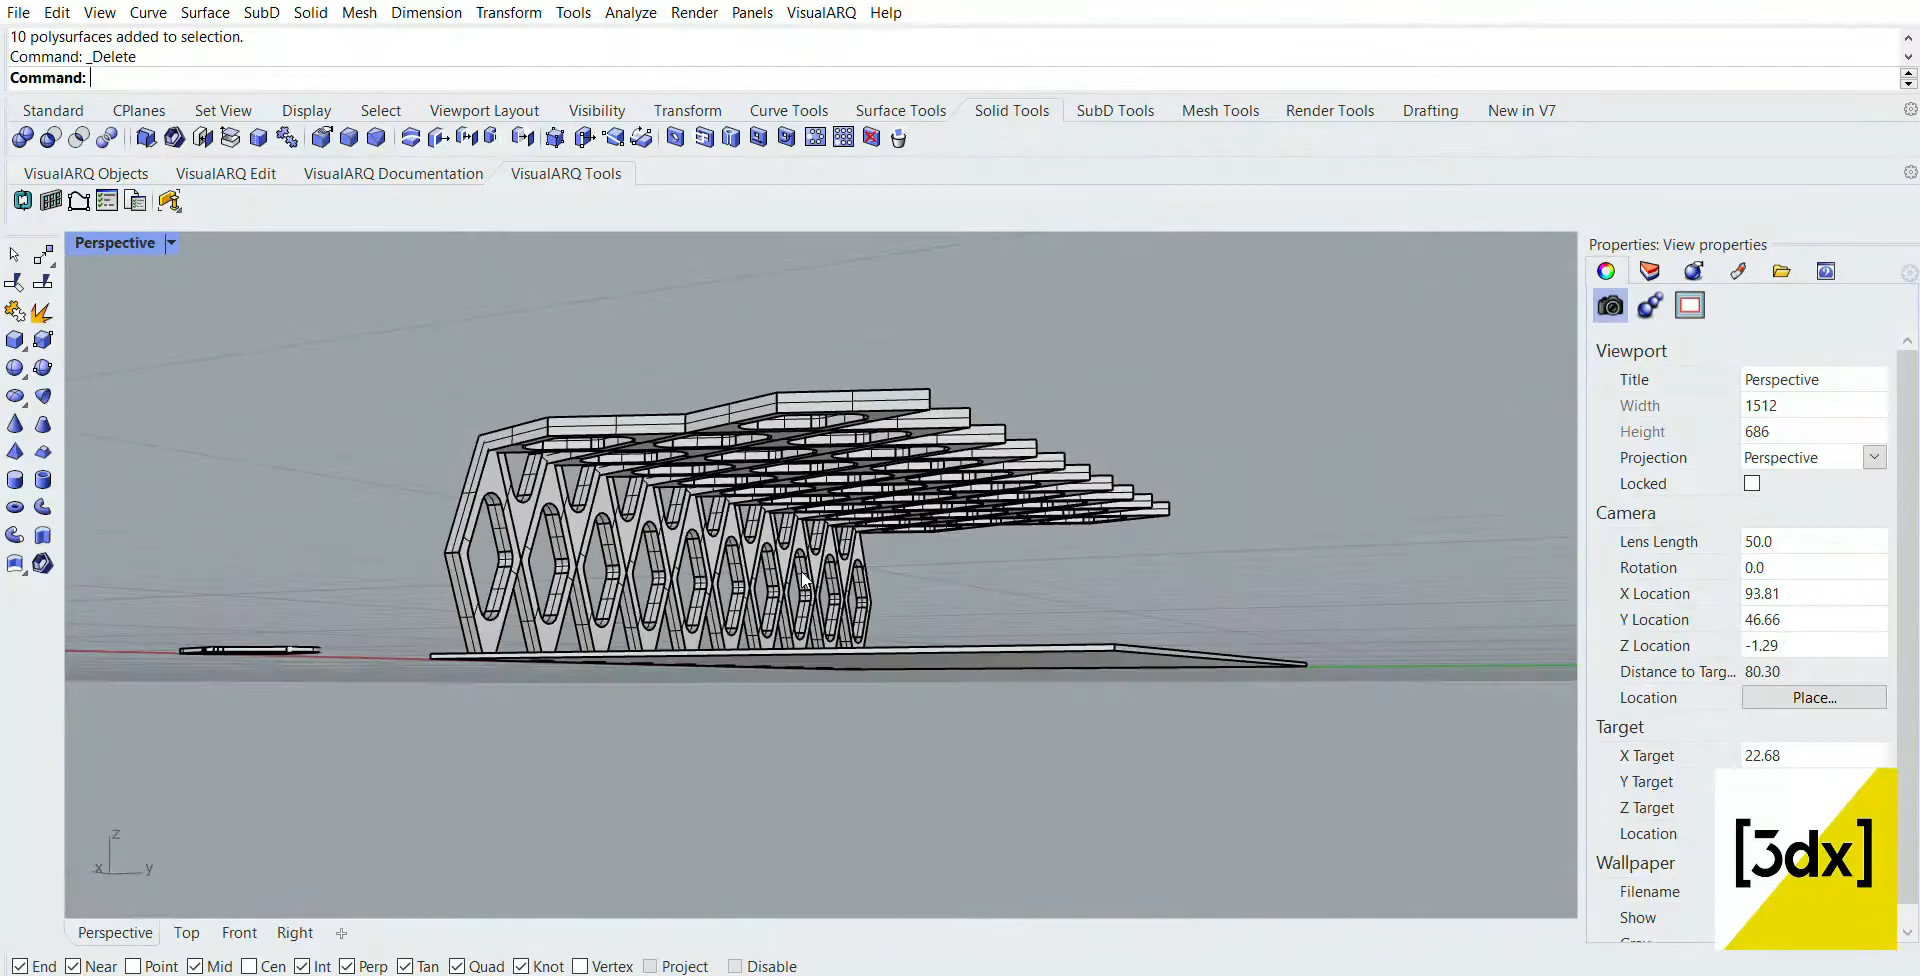 File Edit View Curve Surface SubD Solid Mesh Dimension Transform Tools Analyze Render Panels VisualARQ Help
10 polysurfaces added to selection.
Command: _Delete
Command:
Standard CPlanes Set View Display Select Viewport Layout Visibility Transform Curve Tools Surface Tools Solid Tools SubD Tools Mesh Tools Render Tools Drafting New in V7
VisualARQ Objects VisualARQ Edit VisualARQ Documentation VisualARQ Tools
Perspective
Properties: View properties
Viewport
Title Perspective
Width 1512
Height 686
Projection Perspective
Locked
Camera
Lens Length 50.0
Rotation 0.0
X Location 93.81
Y Location 46.66
Z Location -1.29
Distance to Targ... 80.30
Location Place...
Target
X Target 22.68
Y Target
Z Target
Location
Wallpaper
Filename
Show
[3dx]
z
x y
Perspective Top Front Right
End Near Point Mid Cen Int Perp Tan Quad Knot Vertex Project Disable